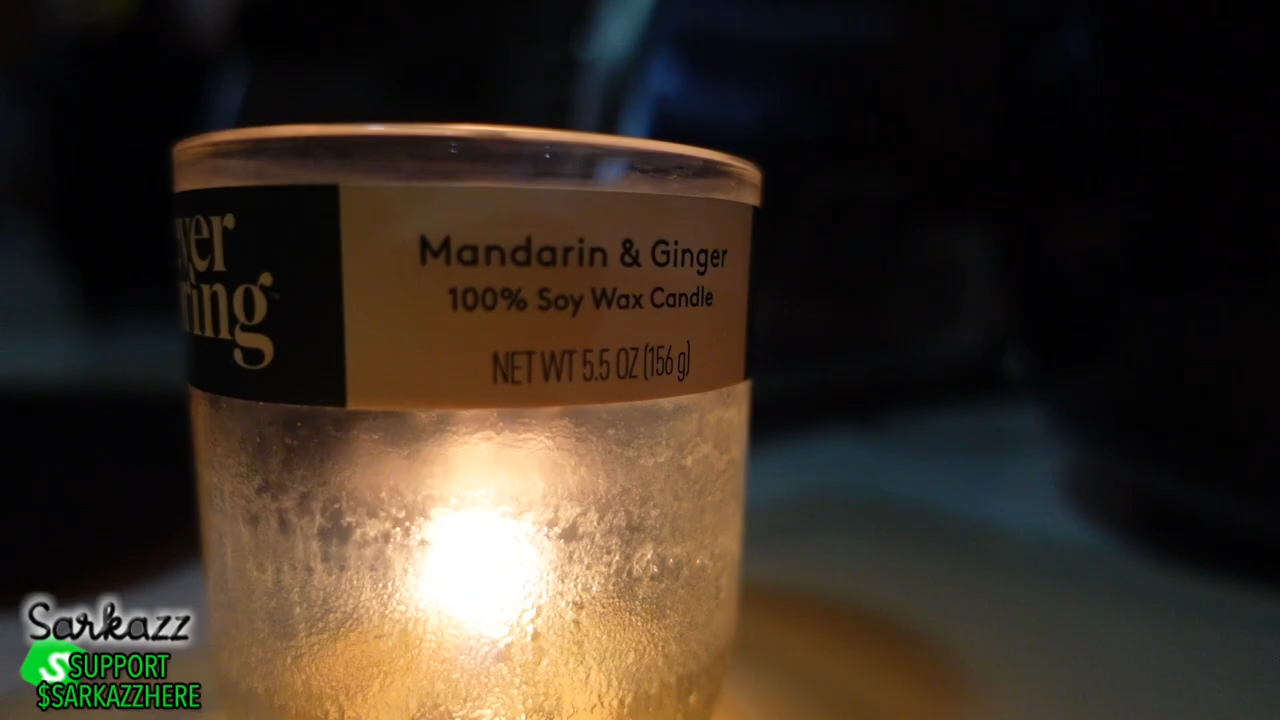 Mandarin & Ginger
100% Soy Wax Candle
NET WT 5.5 OZ (156 g)
Sarkazz
SUPPORT
$SARKAZZHERE